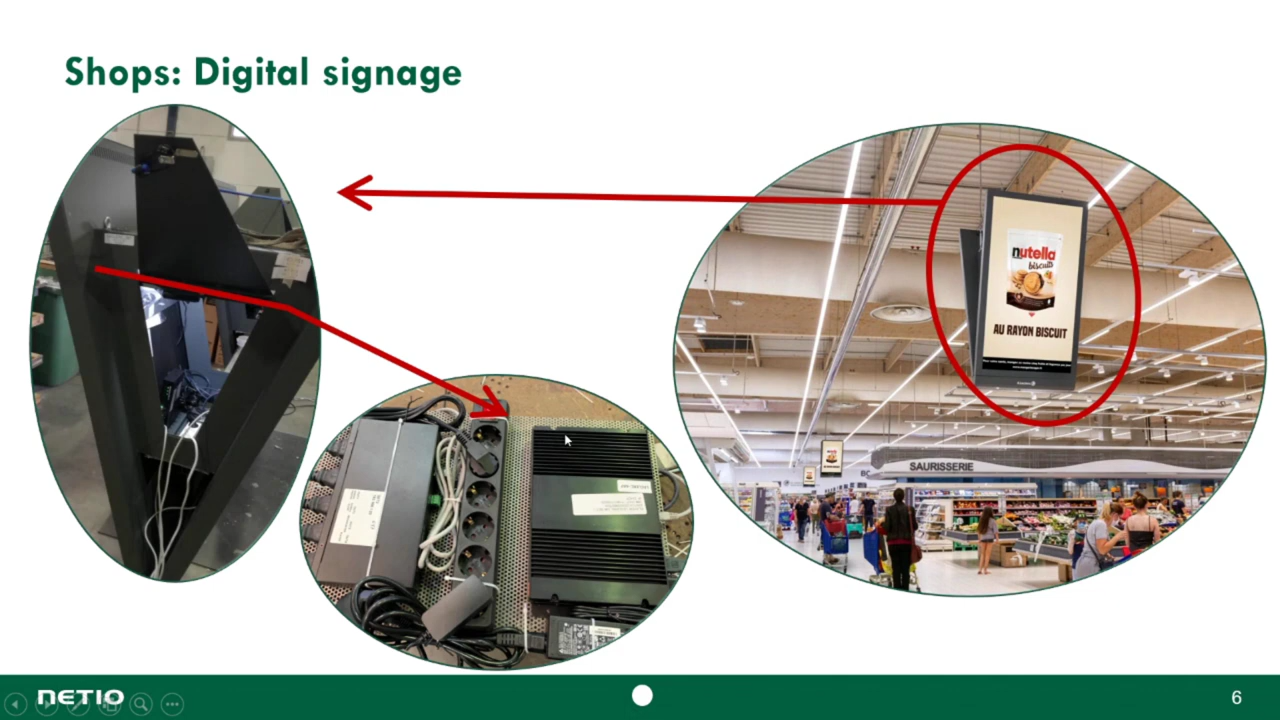 Shops: Digital signage
nutella
biscuits
AU RAYON BISCUIT
SAURISSERIE
NETIO
6